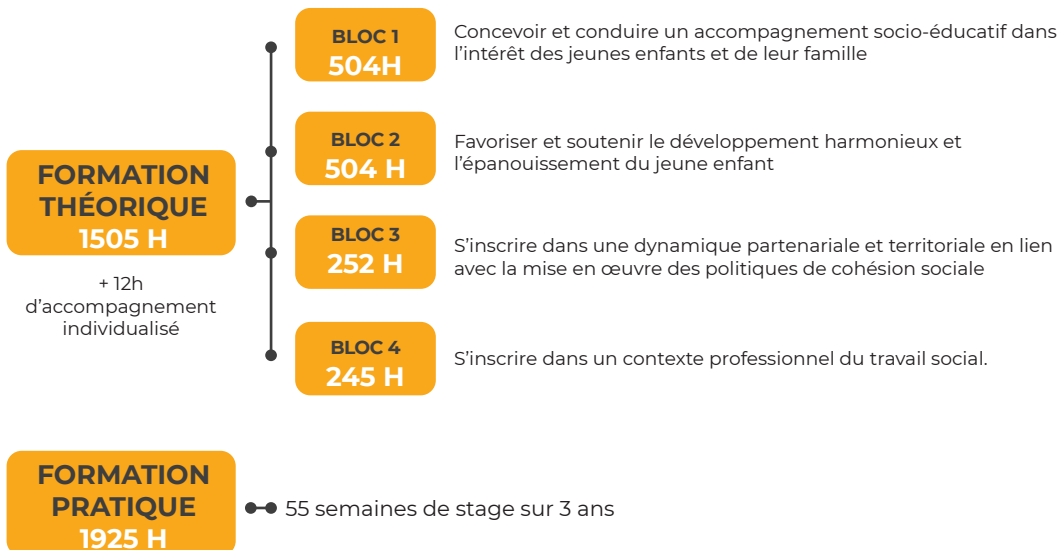 FORMATION
THÉORIQUE
1505 H
+ 12h
d’accompagnement
individualisé
BLOC 1
504H
Concevoir et conduire un accompagnement socio-éducatif dans
l’intérêt des jeunes enfants et de leur famille
BLOC 2
504 H
Favoriser et soutenir le développement harmonieux et
l’épanouissement du jeune enfant
BLOC 3
252 H
S’inscrire dans une dynamique partenariale et territoriale en lien
avec la mise en œuvre des politiques de cohésion sociale
BLOC 4
245 H
S’inscrire dans un contexte professionnel du travail social.
FORMATION
PRATIQUE
1925 H
55 semaines de stage sur 3 ans